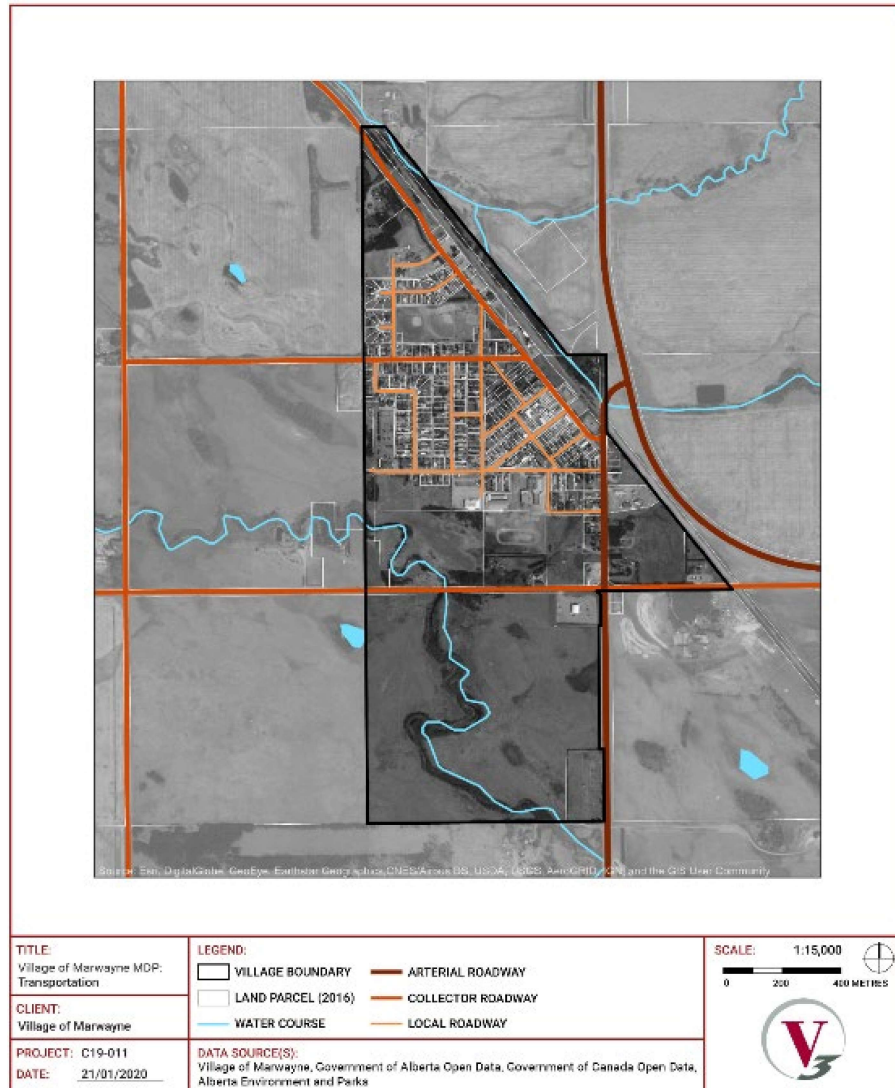 Source: Esri, DigitalGlobe, GeoEye, Earthstar Geographics, CNES/Airbus DS, USDA, USGS, AeroGRID, IGN, and the GIS User Community
TITLE:
Village of Marwayne MDP:
Transportation
CLIENT:
Village of Marwayne
PROJECT: C19-011
DATE: 21/01/2020
LEGEND:
VILLAGE BOUNDARY
LAND PARCEL (2016)
WATER COURSE
ARTERIAL ROADWAY
COLLECTOR ROADWAY
LOCAL ROADWAY
DATA SOURCE(S):
Village of Marwayne, Government of Alberta Open Data, Government of Canada Open Data,
Alberta Environment and Parks
SCALE: 1:15,000
0 200 400 METRES
V3